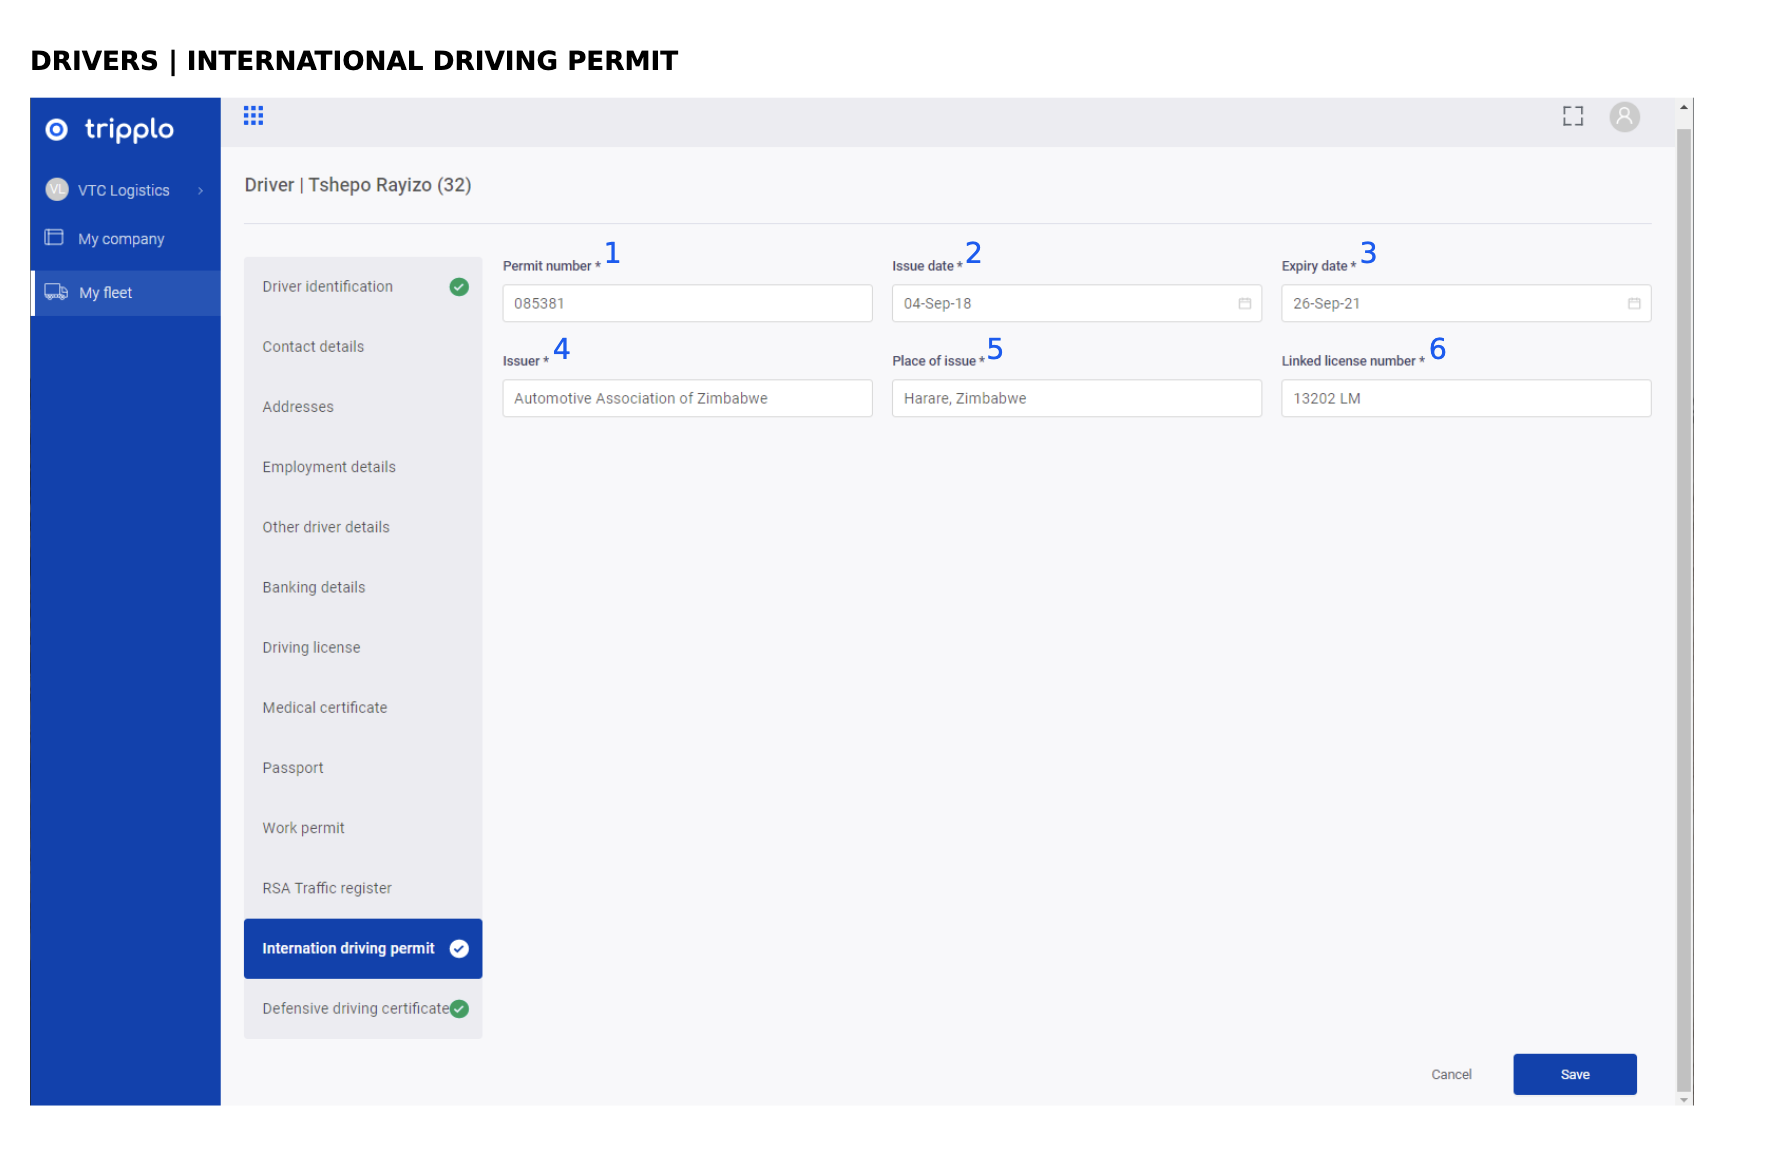 DRIVERS | INTERNATIONAL DRIVING PERMIT
tripplo
VL VTC Logistics
My company
My fleet
Driver | Tshepo Rayizo (32)
Driver identification
Contact details
Addresses
Employment details
Other driver details
Banking details
Driving license
Medical certificate
Passport
Work permit
RSA Traffic register
Internation driving permit
Defensive driving certificate
Permit number * 1
085381
Issue date * 2
04-Sep-18
Expiry date * 3
26-Sep-21
Issuer * 4
Automotive Association of Zimbabwe
Place of issue * 5
Harare, Zimbabwe
Linked license number * 6
13202 LM
Cancel
Save